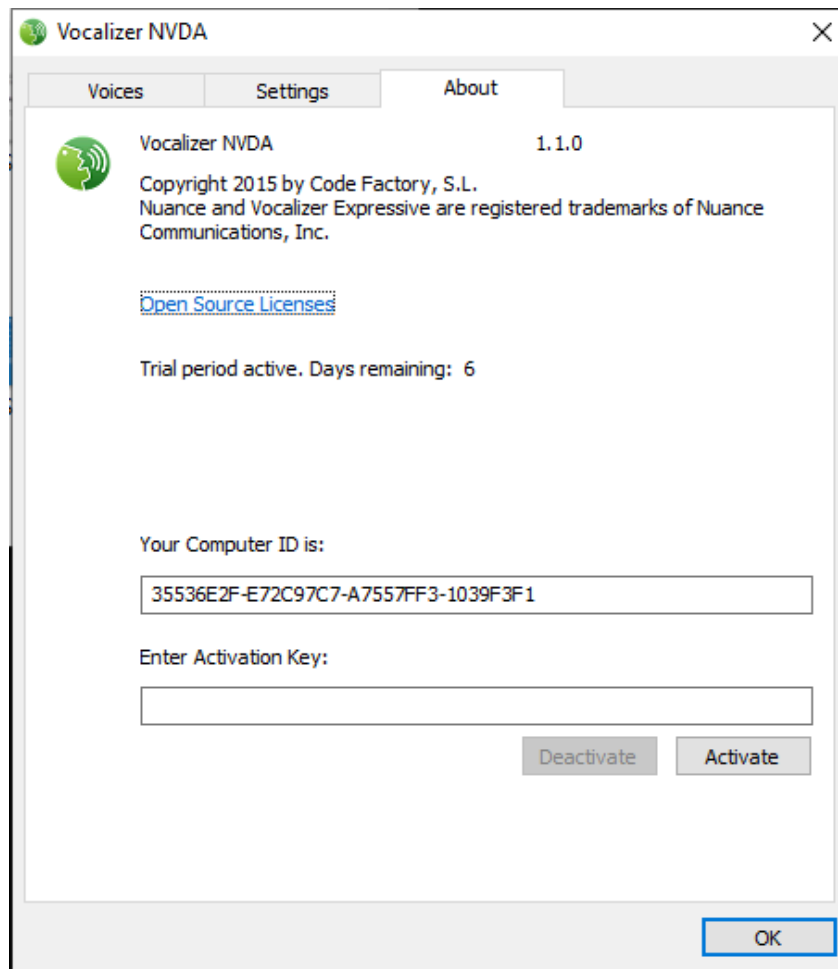 Vocalizer NVDA
Voices
Settings
About
Vocalizer NVDA 1.1.0
Copyright 2015 by Code Factory, S.L.
Nuance and Vocalizer Expressive are registered trademarks of Nuance
Communications, Inc.
Open Source Licenses
Trial period active. Days remaining: 6
Your Computer ID is:
35536E2F-E72C97C7-A7557FF3-1039F3F1
Enter Activation Key:
Deactivate
Activate
OK